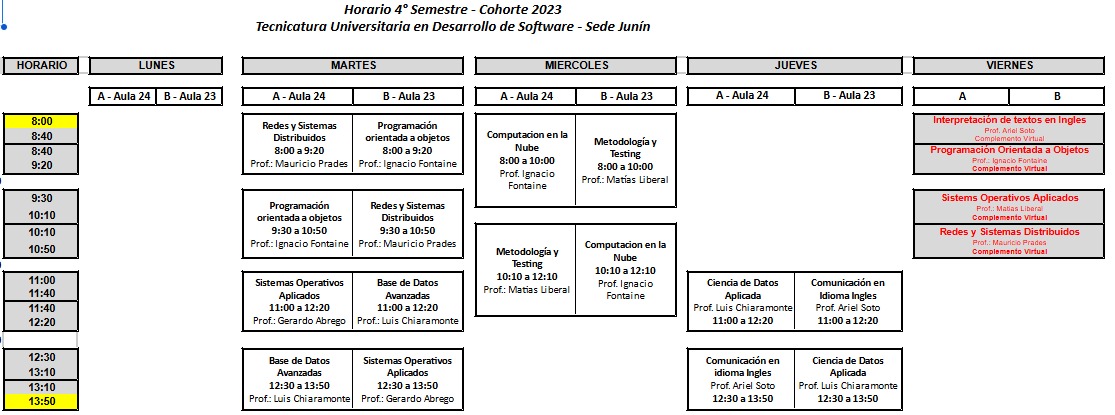 Horario 4° Semestre - Cohorte 2023
Tecnicatura Universitaria en Desarrollo de Software - Sede Junín
HORARIO
LUNES
MARTES
MIERCOLES
JUEVES
VIERNES
A - Aula 24
B - Aula 23
A - Aula 24
B - Aula 23
A - Aula 24
B - Aula 23
A - Aula 24
B - Aula 23
A
B
8:00
8:40
8:40
9:20
Redes y Sistemas
Distribuidos
8:00 a 9:20
Prof.: Mauricio Prades
Programación
orientada a objetos
8:00 a 9:20
Prof.: Ignacio Fontaine
Computacion en la
Nube
8:00 a 10:00
Prof. Ignacio
Fontaine
Metodología y
Testing
8:00 a 10:00
Prof.: Matías Liberal
Interpretación de textos en Ingles
Prof. Ariel Soto
Complemento Virtual
Programación Orientada a Objetos
Prof.: Ignacio Fontaine
Complemento Virtual
9:30
10:10
10:10
10:50
Programación
orientada a objetos
9:30 a 10:50
Prof.: Ignacio Fontaine
Redes y Sistemas
Distribuidos
9:30 a 10:50
Prof.: Mauricio Prades
Metodología y
Testing
10:10 a 12:10
Prof.: Matias Liberal
Computacion en la
Nube
10:10 a 12:10
Prof. Ignacio
Fontaine
Sistems Operativos Aplicados
Prof.: Matias Liberal
Complemento Virtual
Redes y Sistemas Distribuidos
Prof.: Mauricio Prades
Complemento Virtual
11:00
11:40
11:40
12:20
Sistemas Operativos
Aplicados
11:00 a 12:20
Prof.: Gerardo Abrego
Base de Datos
Avanzadas
11:00 a 12:20
Prof.: Luis Chiaramonte
Ciencia de Datos
Aplicada
Prof. Luis Chiaramonte
11:00 a 12:20
Comunicación en
Idioma Ingles
Prof. Ariel Soto
11:00 a 12:20
12:30
13:10
13:10
13:50
Base de Datos
Avanzadas
12:30 a 13:50
Prof.: Luis Chiaramonte
Sistemas Operativos
Aplicados
12:30 a 13:50
Prof.: Gerardo Abrego
Comunicación en
idioma Ingles
Prof. Ariel Soto
12:30 a 13:50
Ciencia de Datos
Aplicada
Prof. Luis Chiaramonte
12:30 a 13:50